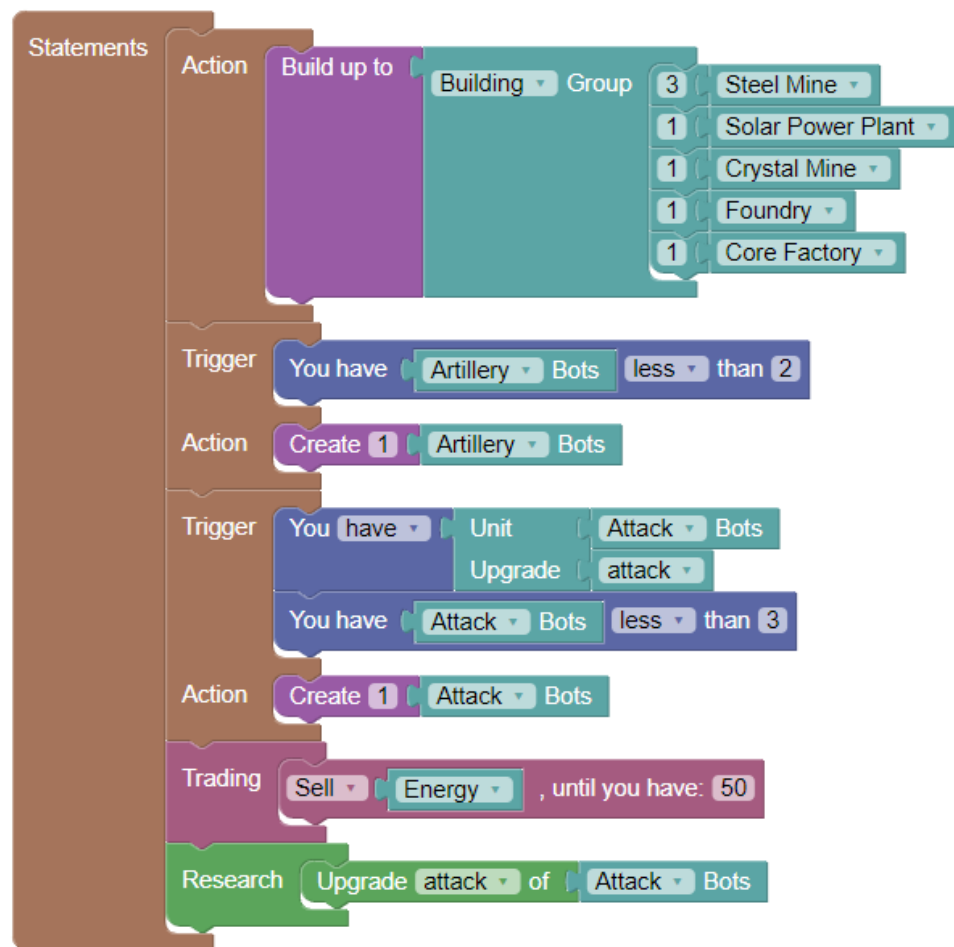 Statements
Action Build up to Building Group 3 Steel Mine
1 Solar Power Plant
1 Crystal Mine
1 Foundry
1 Core Factory
Trigger You have Artillery Bots less than 2
Action Create 1 Artillery Bots
Trigger You have Unit Attack Bots
Upgrade attack
You have Attack Bots less than 3
Action Create 1 Attack Bots
Trading Sell Energy , until you have: 50
Research Upgrade attack of Attack Bots